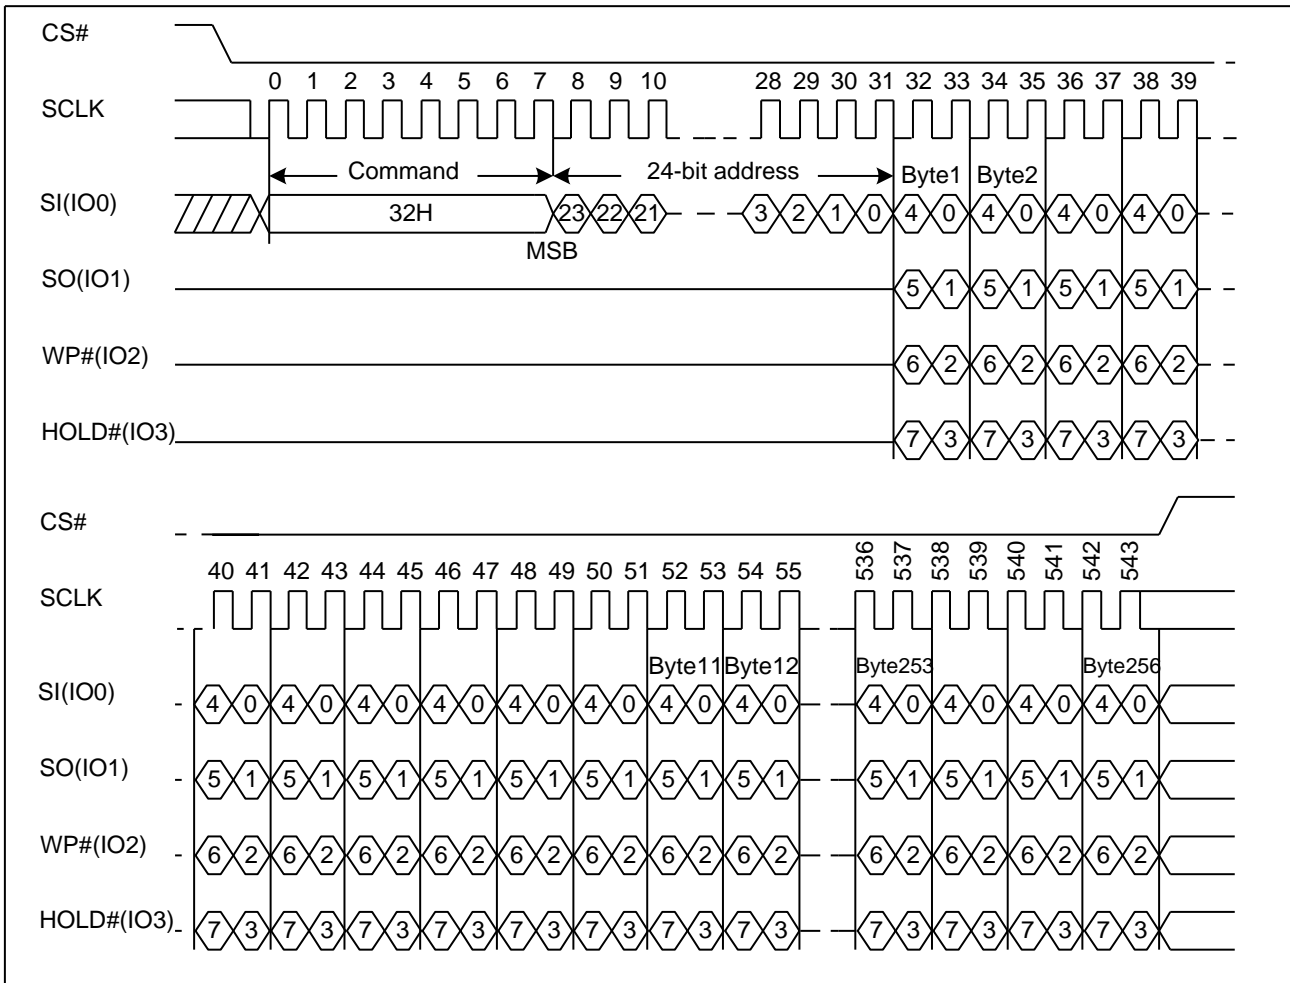 CS#
0 1 2 3 4 5 6 7 8 9 10 28 29 30 31 32 33 34 35 36 37 38 39
SCLK
Command 24-bit address Byte1 Byte2
SI(IO0) 32H 23 22 21 3 2 1 0 4 0 4 0 4 0 4 0
MSB
SO(IO1) 5 1 5 1 5 1 5 1
WP#(IO2) 6 2 6 2 6 2 6 2
HOLD#(IO3) 7 3 7 3 7 3 7 3
CS#
40 41 42 43 44 45 46 47 48 49 50 51 52 53 54 55 536 537 538 539 540 541 542 543
SCLK
Byte11 Byte12 Byte253 Byte256
SI(IO0) 4 0 4 0 4 0 4 0 4 0 4 0 4 0 4 0 4 0 4 0 4 0 4 0
SO(IO1) 5 1 5 1 5 1 5 1 5 1 5 1 5 1 5 1 5 1 5 1 5 1 5 1
WP#(IO2) 6 2 6 2 6 2 6 2 6 2 6 2 6 2 6 2 6 2 6 2 6 2 6 2
HOLD#(IO3) 7 3 7 3 7 3 7 3 7 3 7 3 7 3 7 3 7 3 7 3 7 3 7 3